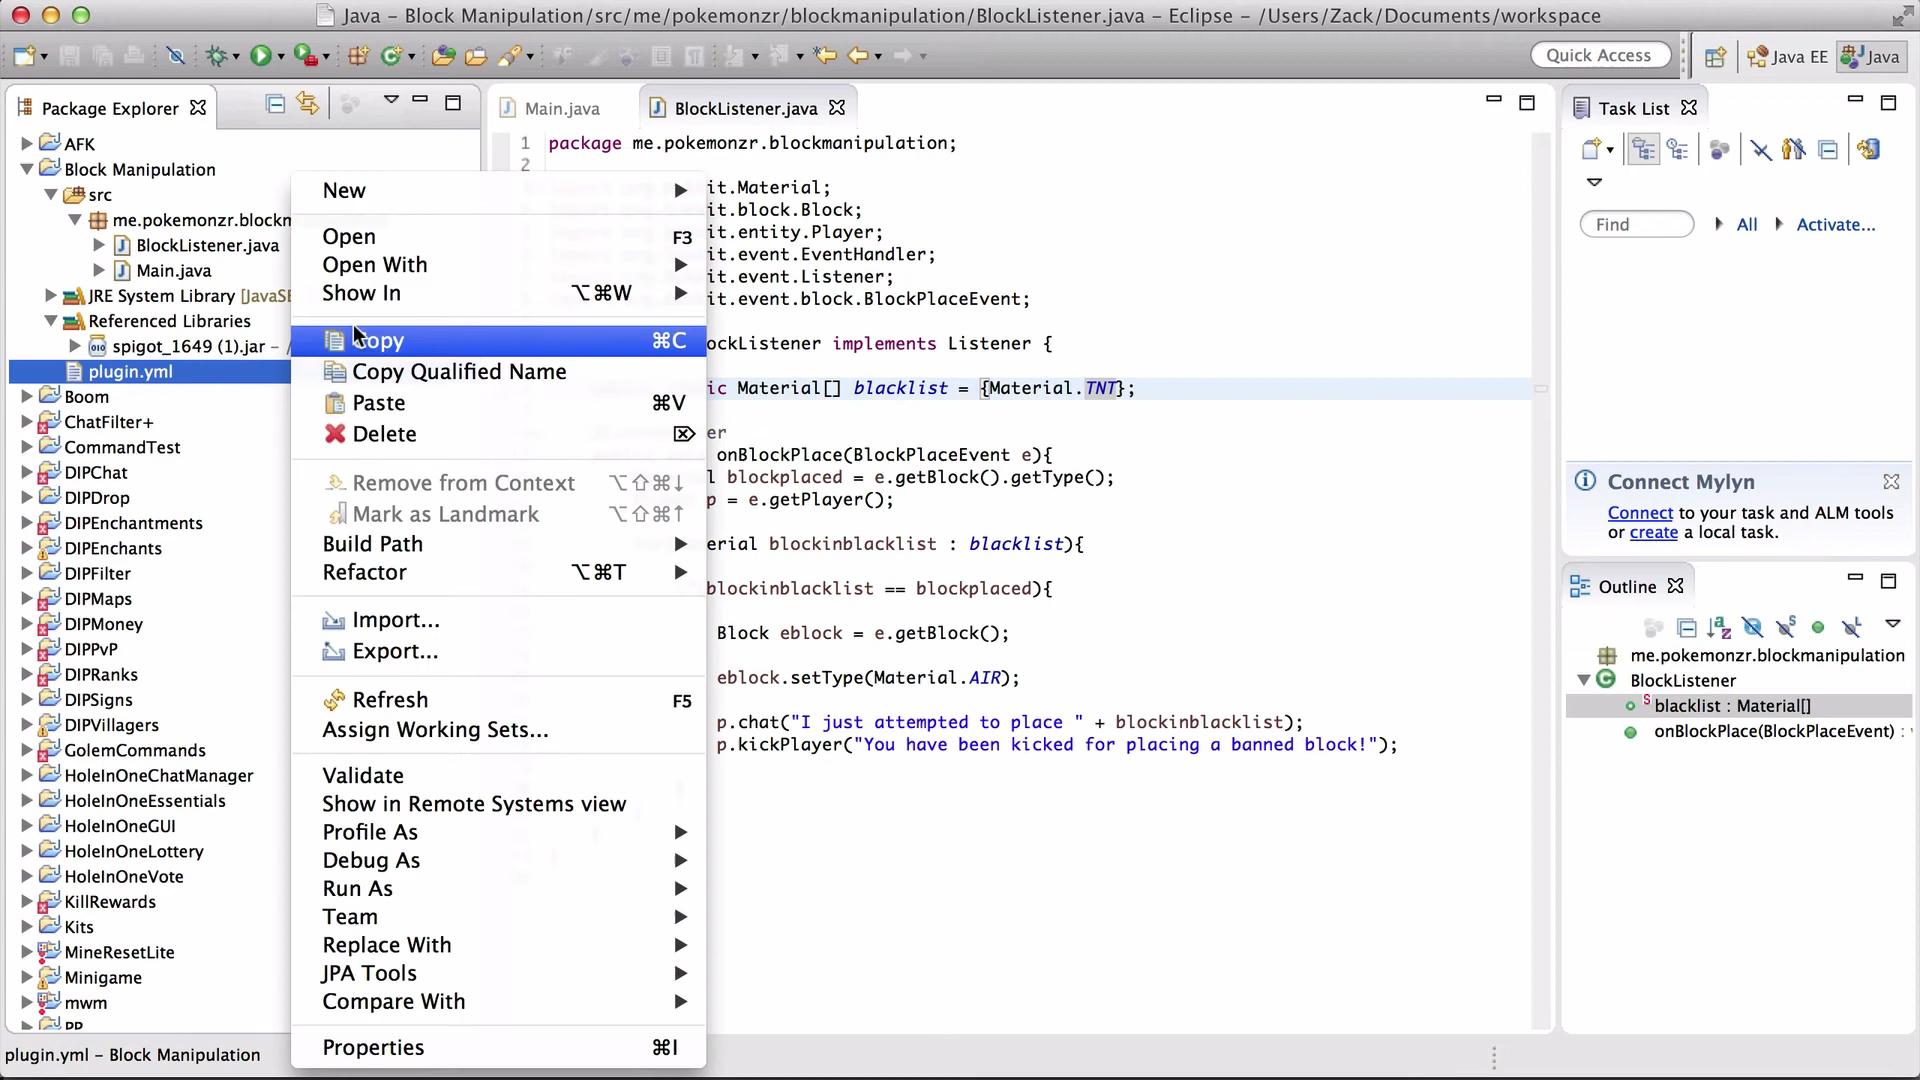 Java – Block Manipulation/src/me/pokemonzr/blockmanipulation/BlockListener.java – Eclipse – /Users/Zack/Documents/workspace
Quick Access
Java EE
Java
Package Explorer
AFK
Block Manipulation
src
me.pokemonzr.blockm
BlockListener.java
Main.java
JRE System Library [JavaSE
Referenced Libraries
spigot_1649 (1).jar – /
plugin.yml
Boom
ChatFilter+
CommandTest
DIPChat
DIPDrop
DIPEnchantments
DIPEnchants
DIPFilter
DIPMaps
DIPMoney
DIPPvP
DIPRanks
DIPSigns
DIPVillagers
GolemCommands
HoleInOneChatManager
HoleInOneEssentials
HoleInOneGUI
HoleInOneLottery
HoleInOneVote
KillRewards
Kits
MineResetLite
Minigame
mwm
PP
plugin.yml – Block Manipulation
New
Open F3
Open With
Show In ⌥⌘W
Copy ⌘C
Copy Qualified Name
Paste ⌘V
Delete ⌦
Remove from Context ⌥⇧⌘↓
Mark as Landmark ⌥⇧⌘↑
Build Path
Refactor ⌥⌘T
Import...
Export...
Refresh F5
Assign Working Sets...
Validate
Show in Remote Systems view
Profile As
Debug As
Run As
Team
Replace With
JPA Tools
Compare With
Properties ⌘I
Main.java
BlockListener.java
1 package me.pokemonzr.blockmanipulation;
2
it.Material;
it.block.Block;
it.entity.Player;
it.event.EventHandler;
it.event.Listener;
it.event.block.BlockPlaceEvent;
ockListener implements Listener {
ic Material[] blacklist = {Material.TNT};
er
onBlockPlace(BlockPlaceEvent e){
l blockplaced = e.getBlock().getType();
p = e.getPlayer();
erial blockinblacklist : blacklist){
blockinblacklist == blockplaced){
Block eblock = e.getBlock();
eblock.setType(Material.AIR);
p.chat("I just attempted to place " + blockinblacklist);
p.kickPlayer("You have been kicked for placing a banned block!");
Task List
Find
All
Activate...
Connect Mylyn
Connect to your task and ALM tools
or create a local task.
Outline
me.pokemonzr.blockmanipulation
BlockListener
blacklist : Material[]
onBlockPlace(BlockPlaceEvent) :